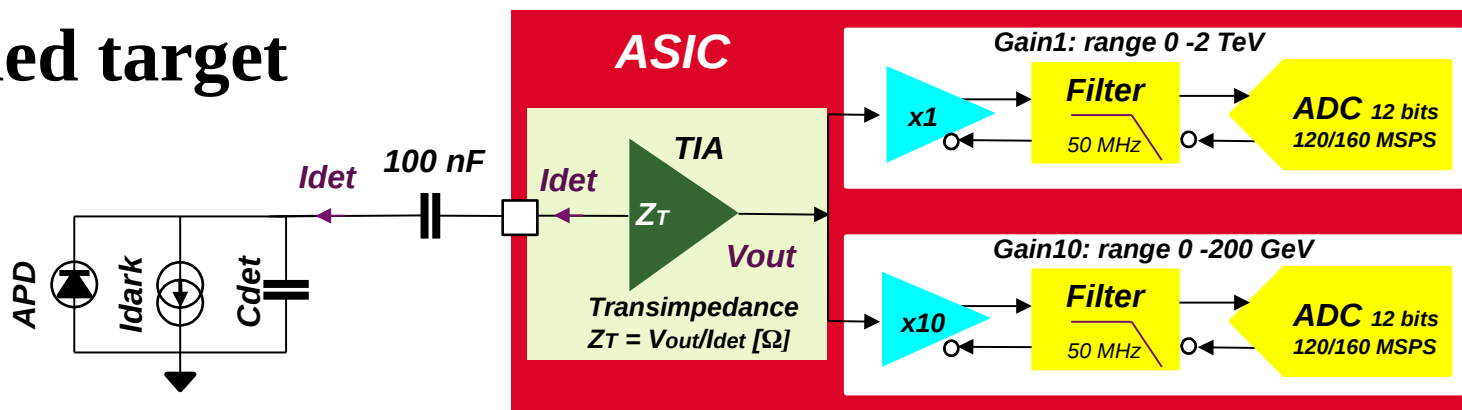 ed target
ASIC
Gain1: range 0 -2 TeV
x1
Filter
50 MHz
ADC 12 bits
120/160 MSPS
100 nF
Idet
Idet
TIA
ZT
Vout
APD
Idark
Cdet
Transimpedance
ZT = Vout/Idet [Ω]
Gain10: range 0 -200 GeV
x10
Filter
50 MHz
ADC 12 bits
120/160 MSPS